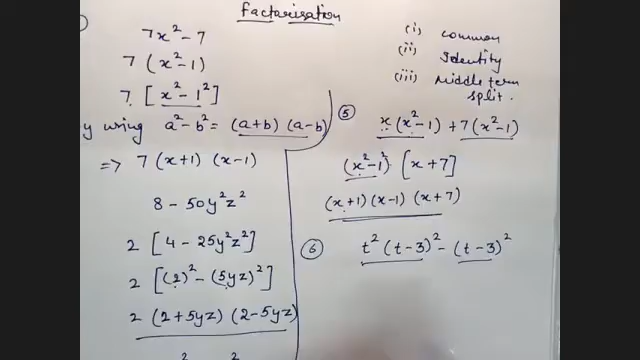 Factorisation
7x² - 7
7 (x² - 1)
7 [x² - 1²]
y using a² - b² = (a+b) (a-b)
=> 7 (x+1) (x-1)
8 - 50y²z²
2 [4 - 25y²z²]
2 [(2)² - (5yz)²]
2 (2+5yz) (2-5yz)
(i) common
(ii) Identity
(iii) Middle term
split.
⑤
x(x²-1) + 7(x²-1)
(x²-1²) [x+7]
(x+1) (x-1) (x+7)
⑥ t² (t-3)² - (t-3)²